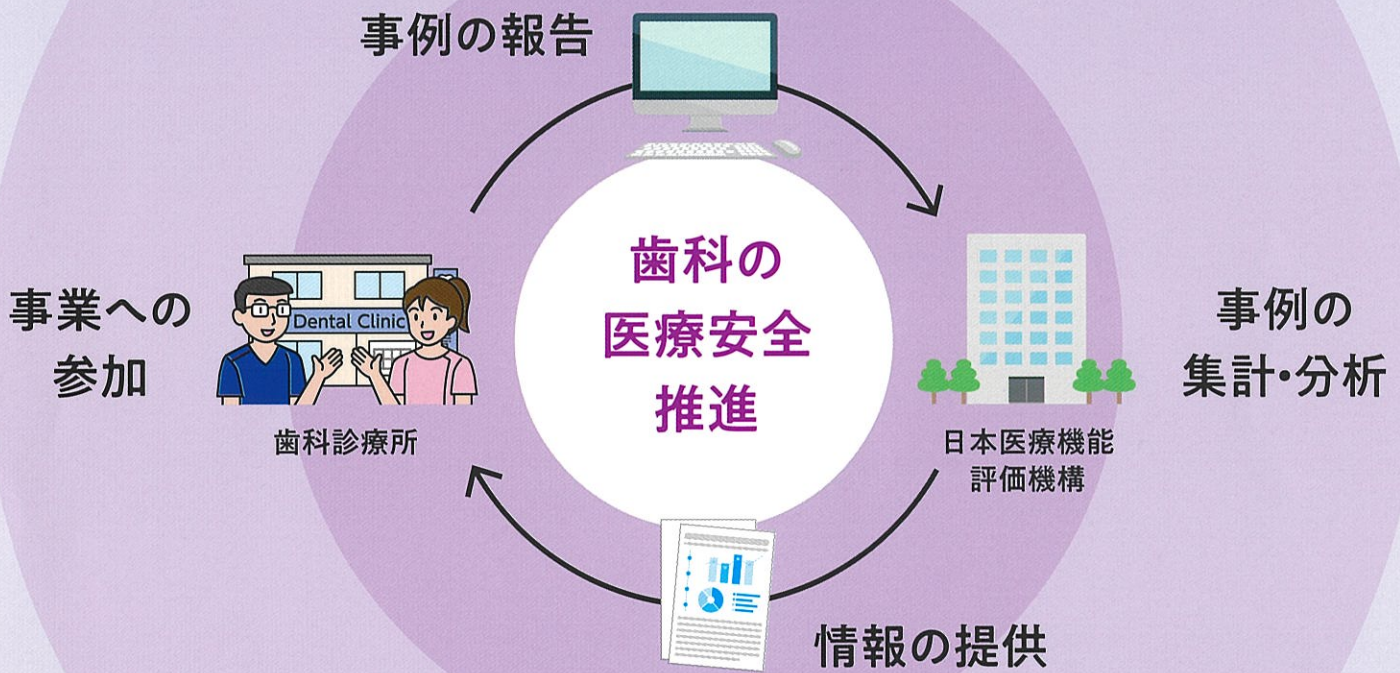 事例の報告
歯科の
医療安全
推進
事業への
参加
Dental Clinic
歯科診療所
事例の
集計・分析
日本医療機能
評価機構
情報の提供